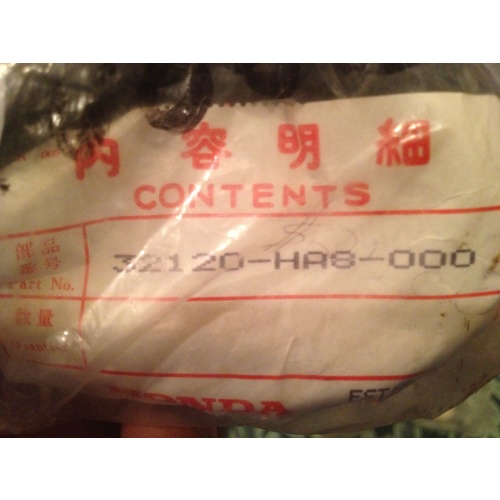 内容明細
CONTENTS
部品
番号
Part No.
32120-HA8-000
数量
HONDA